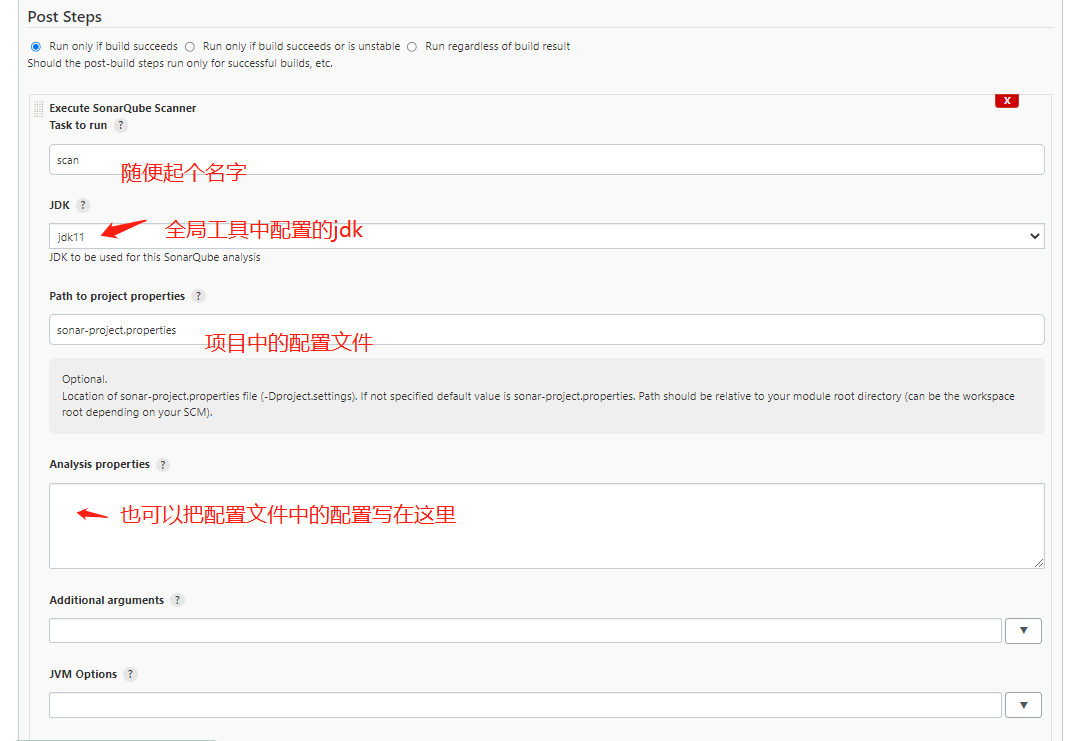 Post Steps
Run only if build succeeds Run only if build succeeds or is unstable Run regardless of build result
Should the post-build steps run only for successful builds, etc.
X
Execute SonarQube Scanner
Task to run ?
scan
随便起个名字
JDK ?
全局工具中配置的jdk
jdk11
JDK to be used for this SonarQube analysis
Path to project properties ?
sonar-project.properties
项目中的配置文件
Optional.
Location of sonar-project.properties file (-Dproject.settings). If not specified default value is sonar-project.properties. Path should be relative to your module root directory (can be the workspace
root depending on your SCM).
Analysis properties ?
也可以把配置文件中的配置写在这里
Additional arguments ?
JVM Options ?